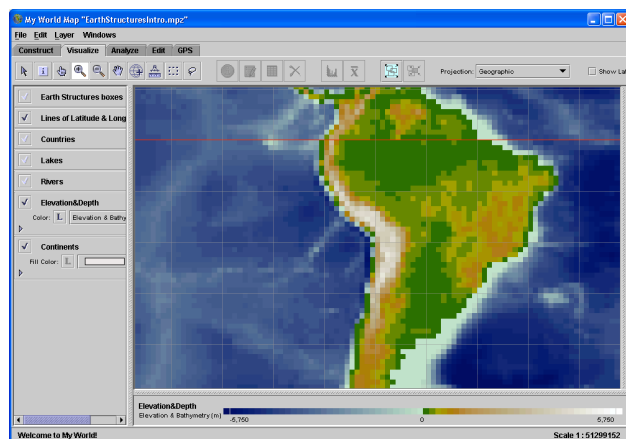 My World Map "EarthStructuresIntro.mpz"
File Edit Layer Windows
Construct Visualize Analyze Edit GPS
Projection: Geographic Show Lat
Earth Structures boxes
Lines of Latitude & Long
Countries
Lakes
Rivers
Elevation&Depth
Color: L Elevation & Bathy
Continents
Fill Color: L
Elevation&Depth
Elevation & Bathymetry (m) -5,750 0 5,750
Welcome to My World! Scale 1 : 51299152